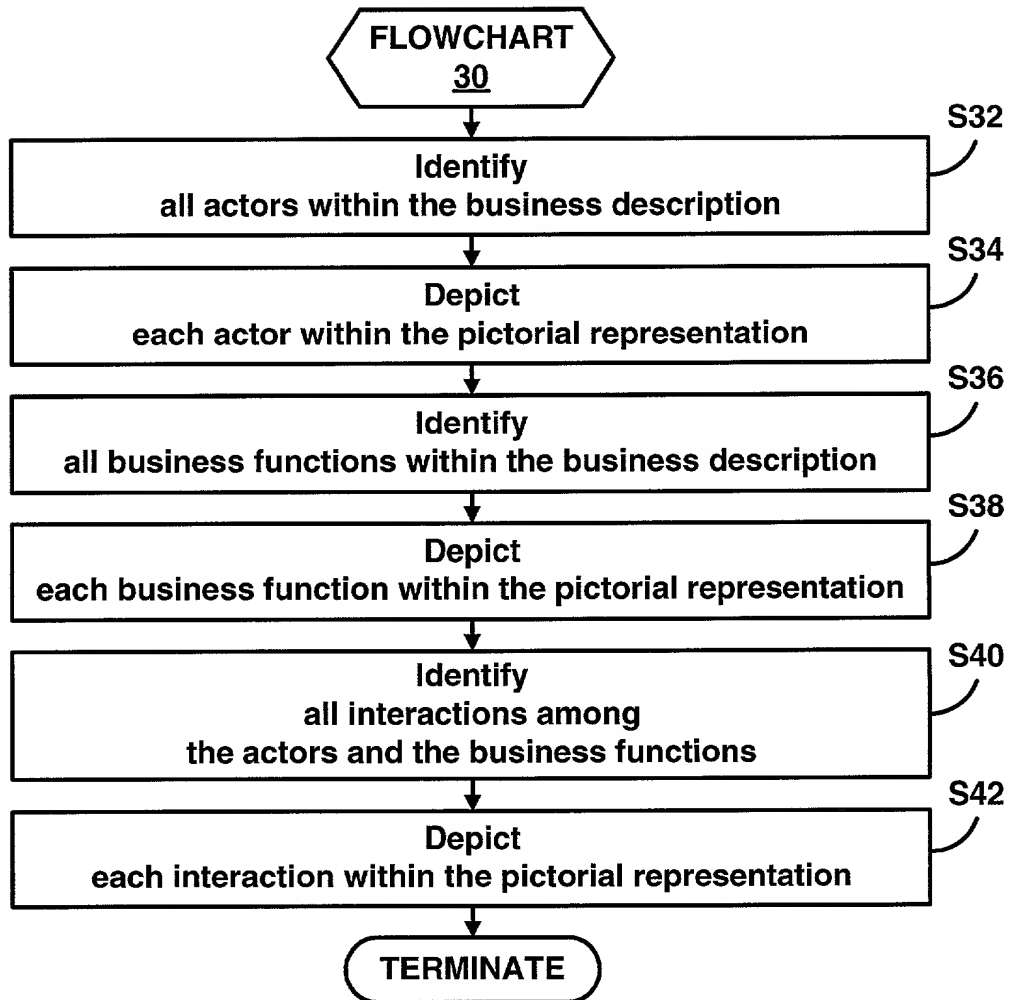 FLOWCHART
30
S32
Identify
all actors within the business description
S34
Depict
each actor within the pictorial representation
S36
Identify
all business functions within the business description
S38
Depict
each business function within the pictorial representation
S40
Identify
all interactions among
the actors and the business functions
S42
Depict
each interaction within the pictorial representation
TERMINATE